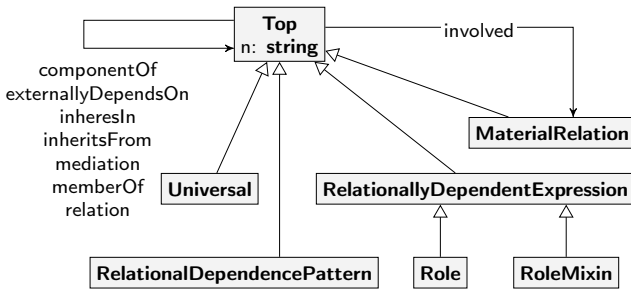 Top
n: string
involved
componentOf
externallyDependsOn
inheresIn
inheritsFrom
mediation
memberOf
relation
MaterialRelation
Universal
RelationallyDependentExpression
RelationalDependencePattern
Role
RoleMixin